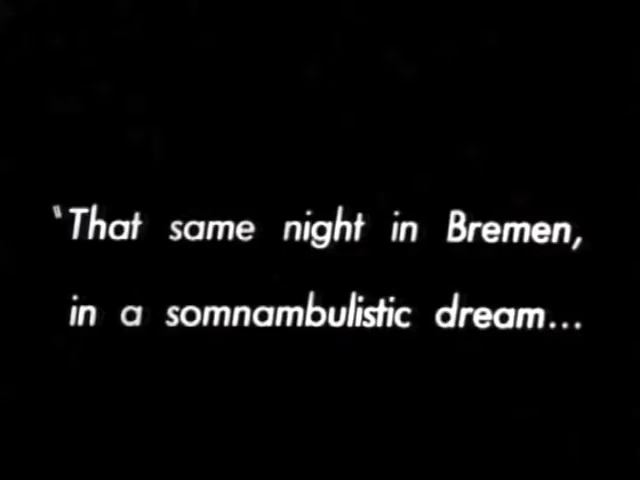 "That same night in Bremen,
in a somnambulistic dream...